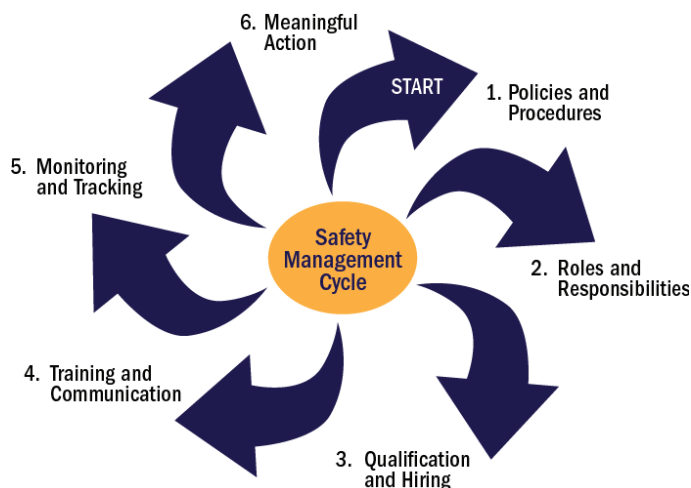 START
1. Policies and
Procedures
2. Roles and
Responsibilities
3. Qualification
and Hiring
4. Training and
Communication
5. Monitoring
and Tracking
6. Meaningful
Action
Safety
Management
Cycle